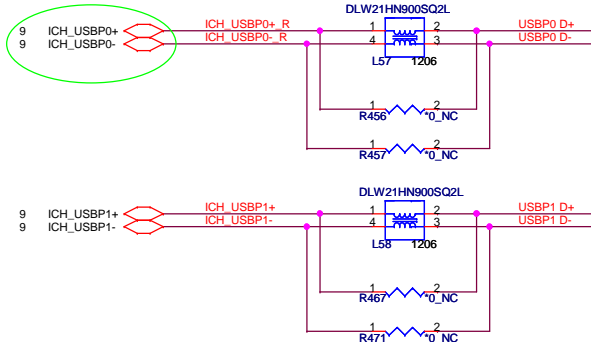 DLW21HN900SQ2L
9 ICH_USBP0+ ICH_USBP0+_R 1 2 USBP0 D+
9 ICH_USBP0- ICH_USBP0-_R 4 3 USBP0 D-
L57 1206
1 2
R456 *0_NC
1 2
R457 *0_NC
DLW21HN900SQ2L
9 ICH_USBP1+ ICH_USBP1+ 1 2 USBP1 D+
9 ICH_USBP1- ICH_USBP1- 4 3 USBP1 D-
L58 1206
1 2
R467 *0_NC
1 2
R471 *0_NC